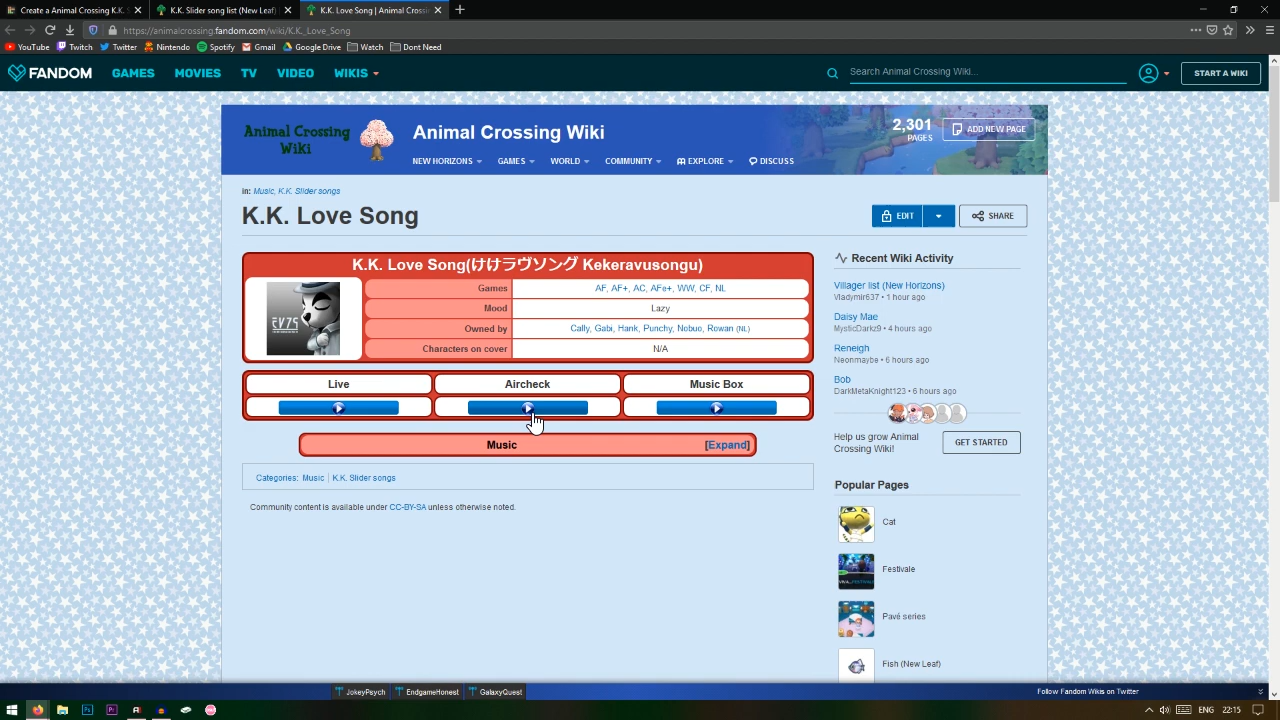 Create a Animal Crossing K.K. S
K.K. Slider song list (New Leaf) |
K.K. Love Song | Animal Crossin
https://animalcrossing.fandom.com/wiki/K.K._Love_Song
YouTube Twitch Twitter Nintendo Spotify Gmail Google Drive Watch Dont Need
FANDOM GAMES MOVIES TV VIDEO WIKIS Search Animal Crossing Wiki... START A WIKI
Animal Crossing
Wiki
Animal Crossing Wiki
2,301
PAGES
ADD NEW PAGE
NEW HORIZONS GAMES WORLD COMMUNITY EXPLORE DISCUSS
in: Music, K.K. Slider songs
K.K. Love Song
EDIT SHARE
K.K. Love Song(けけラヴソング Kekeravusongu)
Games AF, AF+, AC, AFe+, WW, CF, NL
Mood Lazy
Owned by Cally, Gabi, Hank, Punchy, Nobuo, Rowan (NL)
Characters on cover N/A
Live Aircheck Music Box
Music [Expand]
Categories: Music K.K. Slider songs
Community content is available under CC-BY-SA unless otherwise noted.
Recent Wiki Activity
Villager list (New Horizons)
Vladymir637 • 1 hour ago
Daisy Mae
MysticDarkz9 • 4 hours ago
Reneigh
Neonmaybe • 6 hours ago
Bob
DarkMetaKnight123 • 6 hours ago
Help us grow Animal
Crossing Wiki!
GET STARTED
Popular Pages
Cat
Festivale
Pavé series
Fish (New Leaf)
JokeyPsych EndgameHonest GalaxyQuest
Follow Fandom Wikis on Twitter
ENG 22:15